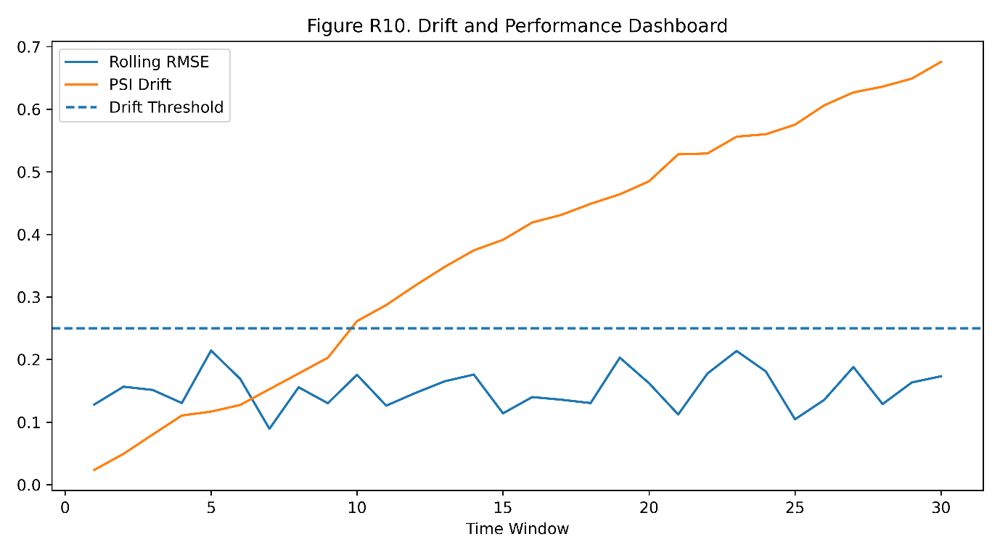 Figure R10. Drift and Performance Dashboard
Rolling RMSE
PSI Drift
Drift Threshold
0.7
0.6
0.5
0.4
0.3
0.2
0.1
0.0
0 5 10 15 20 25 30
Time Window